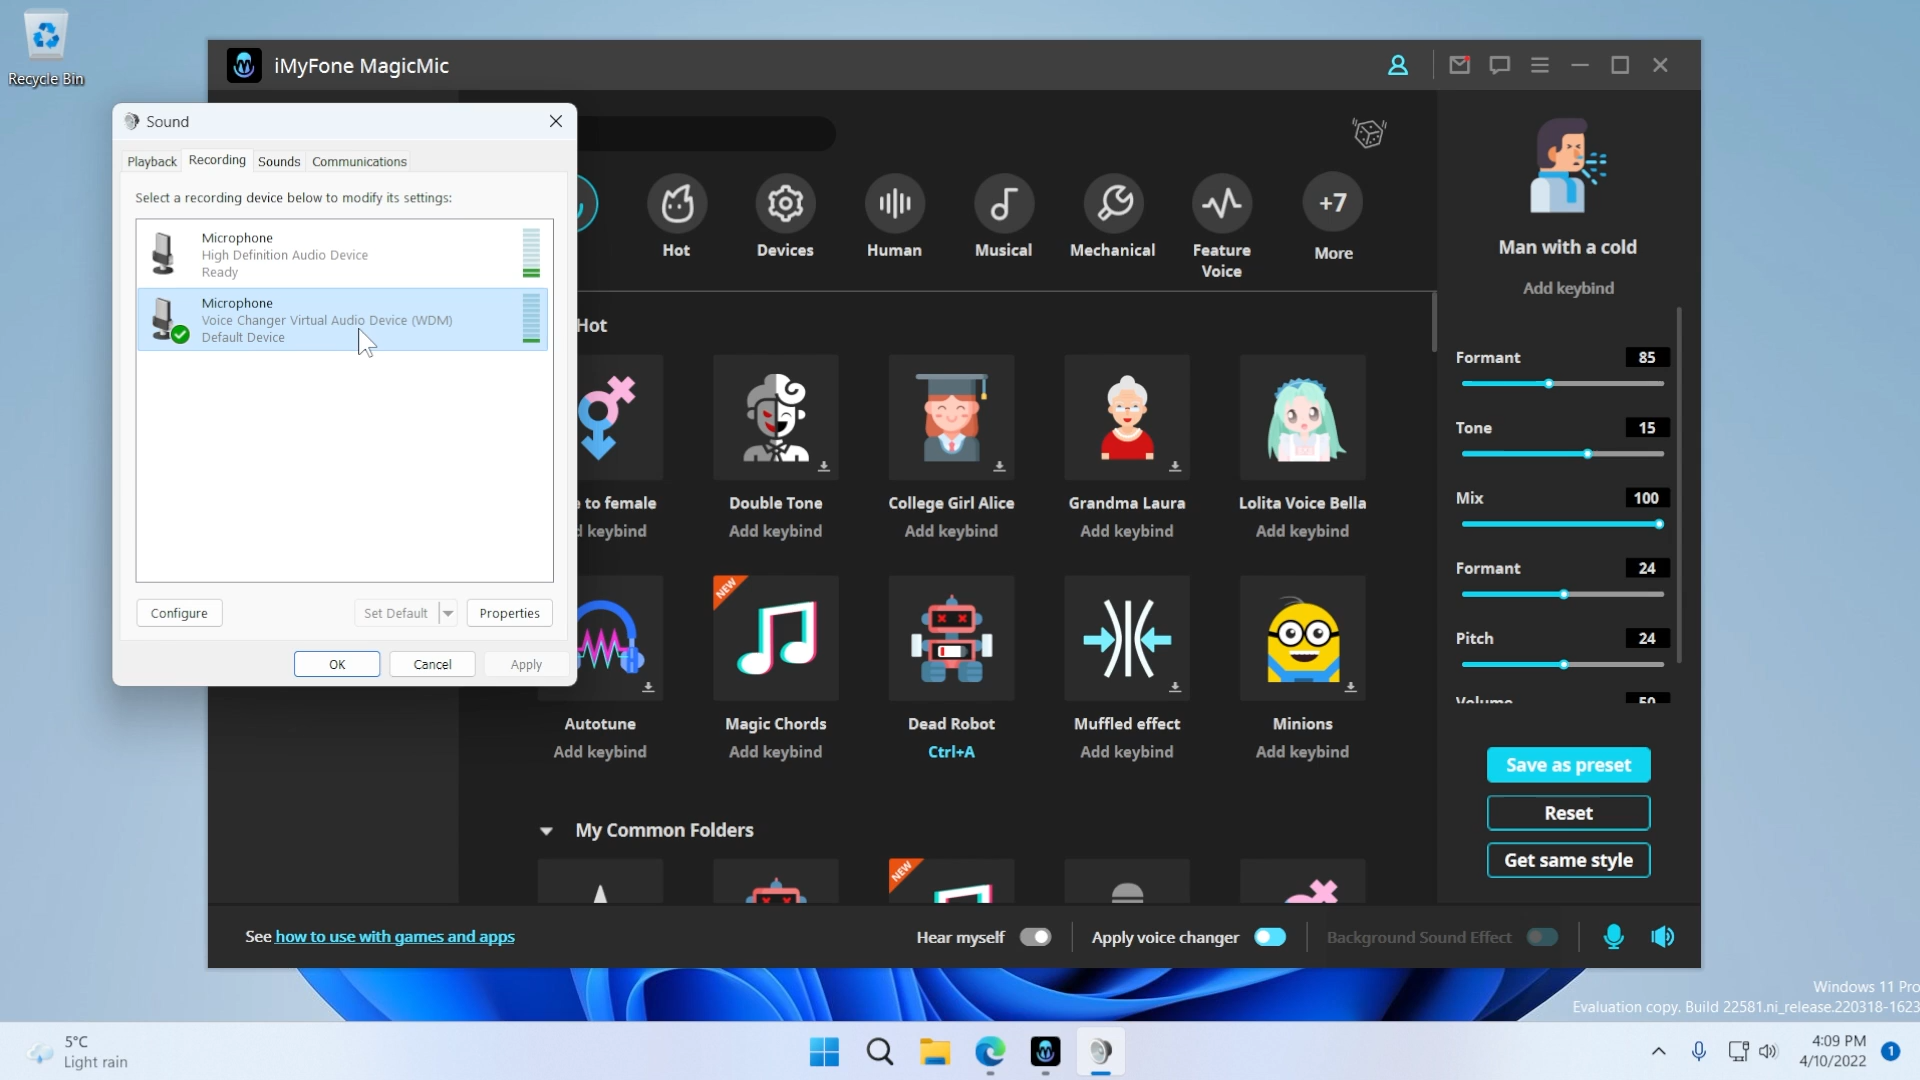 Recycle Bin
iMyFone MagicMic
Sound
Playback Recording Sounds Communications
Select a recording device below to modify its settings:
Microphone
High Definition Audio Device
Ready
Microphone
Voice Changer Virtual Audio Device (WDM)
Default Device
Configure Set Default Properties
OK Cancel Apply
Hot Devices Human Musical Mechanical Feature Voice +7 More
Hot
to female Double Tone College Girl Alice Grandma Laura Lolita Voice Bella
keybind Add keybind Add keybind Add keybind Add keybind
NEW
Autotune Magic Chords Dead Robot Muffled effect Minions
Add keybind Add keybind Ctrl+A Add keybind Add keybind
My Common Folders
NEW
Man with a cold
Add keybind
Formant 85
Tone 15
Mix 100
Formant 24
Pitch 24
Volume 50
Save as preset
Reset
Get same style
See how to use with games and apps
Hear myself Apply voice changer Background Sound Effect
Windows 11 Pro
Evaluation copy. Build 22581.ni_release.220318-1623
5°C
Light rain
4:09 PM
4/10/2022
1